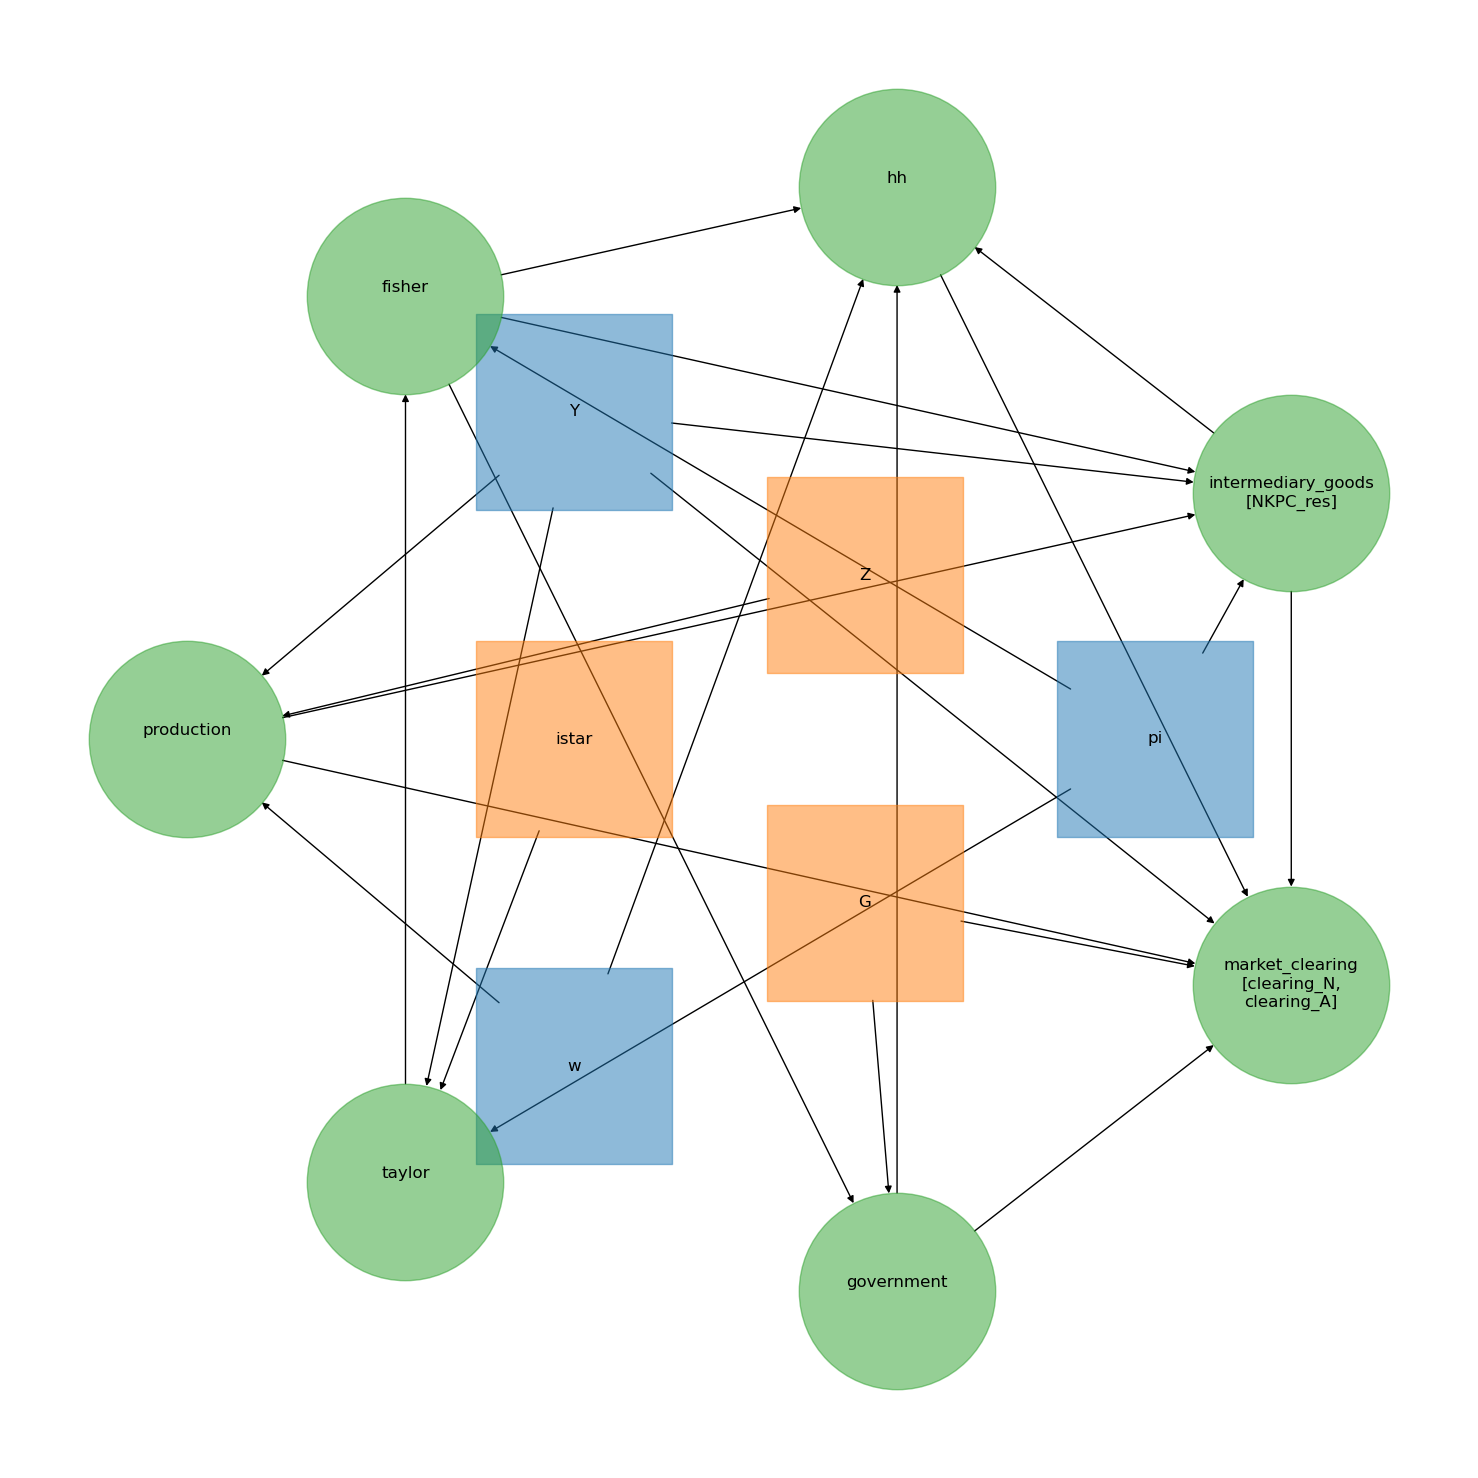 hh
fisher
Y
intermediary_goods
[NKPC_res]
Z
production
istar
pi
G
market_clearing
[clearing_N,
clearing_A]
w
taylor
government